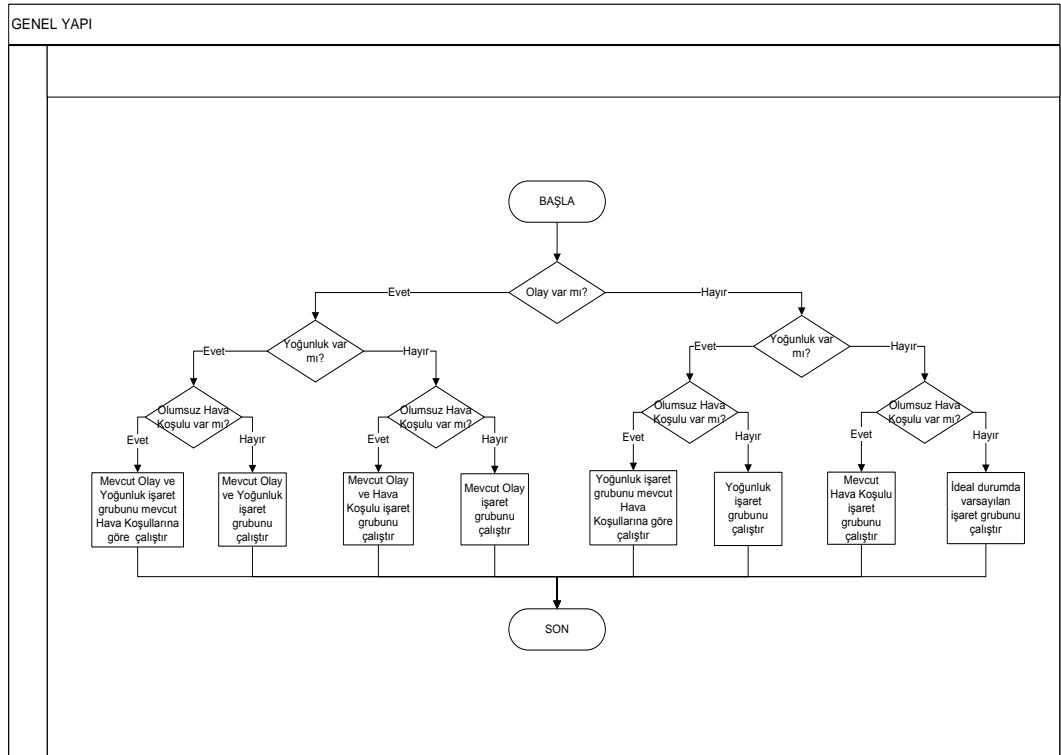 GENEL YAPI
BAŞLA
Olay var mı?
Evet
Hayır
Yoğunluk var
mı?
Evet
Hayır
Yoğunluk var
mı?
Evet
Hayır
Olumsuz Hava
Koşulu var mı?
Evet
Hayır
Olumsuz Hava
Koşulu var mı?
Evet
Hayır
Olumsuz Hava
Koşulu var mı?
Evet
Hayır
Olumsuz Hava
Koşulu var mı?
Evet
Hayır
Mevcut Olay ve
Yoğunluk işaret
grubunu mevcut
Hava Koşullarına
göre çalıştır
Mevcut Olay
ve Yoğunluk
işaret
grubunu
çalıştır
Mevcut Olay
ve Hava
Koşulu işaret
grubunu
çalıştır
Mevcut Olay
işaret
grubunu
çalıştır
Yoğunluk işaret
grubunu mevcut
Hava
Koşullarına göre
çalıştır
Yoğunluk
işaret
grubunu
çalıştır
Mevcut
Hava Koşulu
işaret
grubunu
çalıştır
İdeal durumda
varsayılan
işaret grubunu
çalıştır
SON